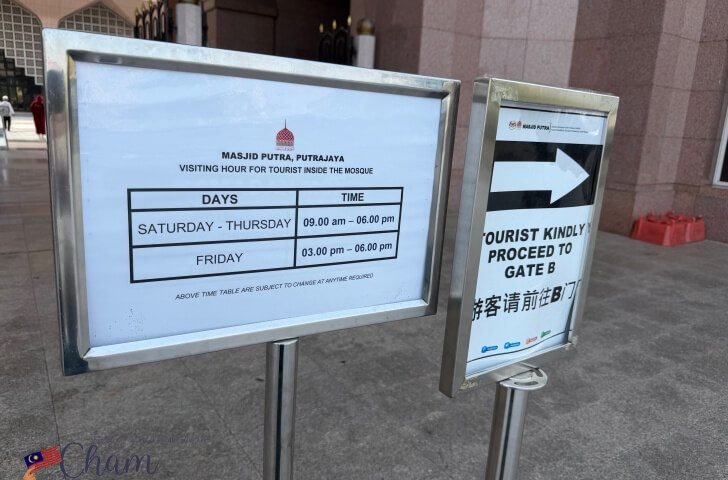 MASJID PUTRA, PUTRAJAYA
VISITING HOUR FOR TOURIST INSIDE THE MOSQUE
DAYS TIME
SATURDAY - THURSDAY 09.00 am – 06.00 pm
FRIDAY 03.00 pm – 06.00 pm
ABOVE TIME TABLE ARE SUBJECT TO CHANGE AT ANYTIME REQUIRED
MASJID PUTRA
TOURIST KINDLY
PROCEED TO
GATE B
游客请前往B门
Cham